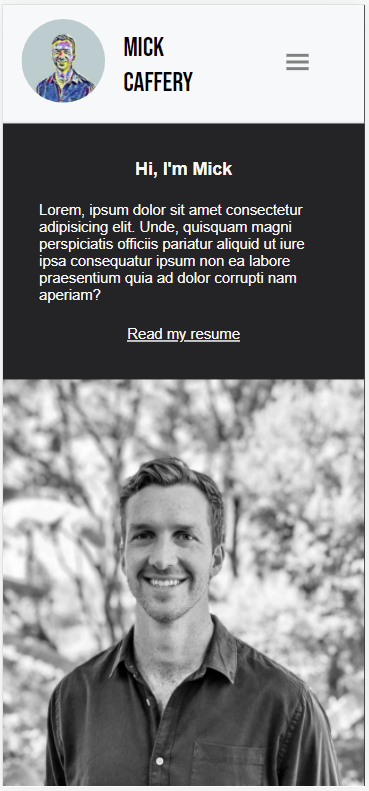 MICK
CAFFERY
Hi, I'm Mick
Lorem, ipsum dolor sit amet consectetur
adipisicing elit. Unde, quisquam magni
perspiciatis officiis pariatur aliquid ut iure
ipsa consequatur ipsum non ea labore
praesentium quia ad dolor corrupti nam
aperiam?
Read my resume